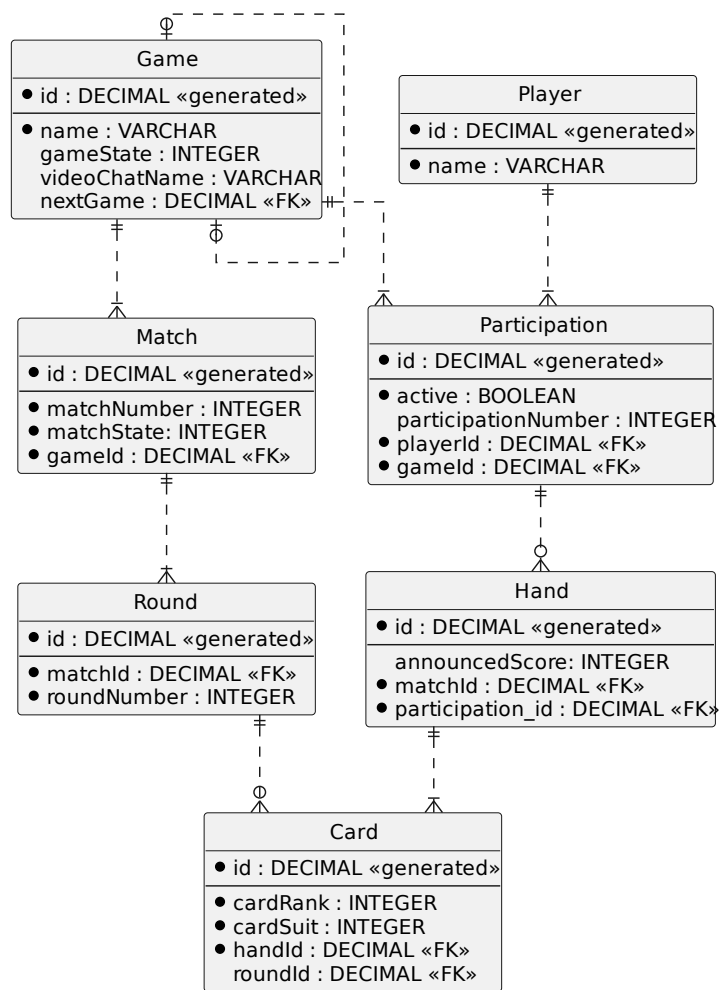 Game
id : DECIMAL «generated»
name : VARCHAR
gameState : INTEGER
videoChatName : VARCHAR
nextGame : DECIMAL «FK»
Player
id : DECIMAL «generated»
name : VARCHAR
Match
id : DECIMAL «generated»
matchNumber : INTEGER
matchState: INTEGER
gameId : DECIMAL «FK»
Participation
id : DECIMAL «generated»
active : BOOLEAN
participationNumber : INTEGER
playerId : DECIMAL «FK»
gameId : DECIMAL «FK»
Round
id : DECIMAL «generated»
matchId : DECIMAL «FK»
roundNumber : INTEGER
Hand
id : DECIMAL «generated»
announcedScore: INTEGER
matchId : DECIMAL «FK»
participation_id : DECIMAL «FK»
Card
id : DECIMAL «generated»
cardRank : INTEGER
cardSuit : INTEGER
handId : DECIMAL «FK»
roundId : DECIMAL «FK»